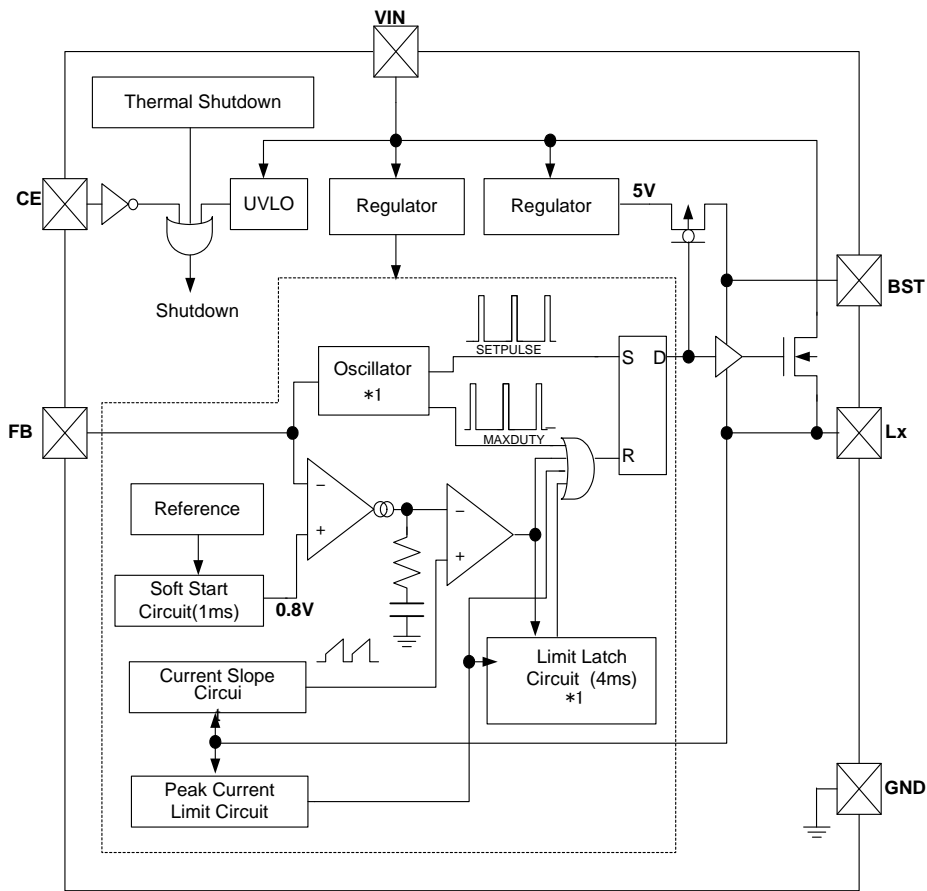 VIN
Thermal Shutdown
CE
UVLO
Regulator
Regulator
5V
BST
Shutdown
SETPULSE
Oscillator
*1
S D
MAXDUTY
FB
Lx
R
−
+
−
+
Reference
Soft Start
Circuit(1ms)
0.8V
Limit Latch
Circuit (4ms)
*1
Current Slope
Circui
t
Peak Current
Limit Circuit
GND